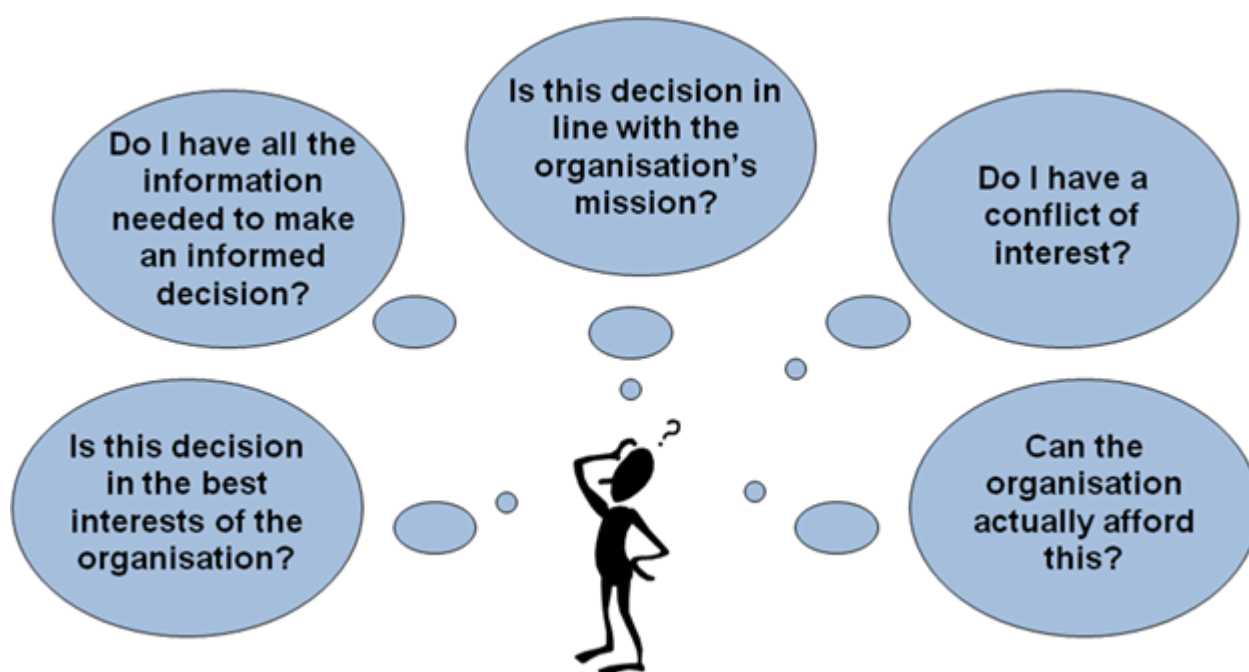 Is this decision in
line with the
organisation's
mission?
Do I have all the
information
needed to make
an informed
decision?
Do I have a
conflict of
interest?
Is this decision
in the best
interests of the
organisation?
Can the
organisation
actually afford
this?
?